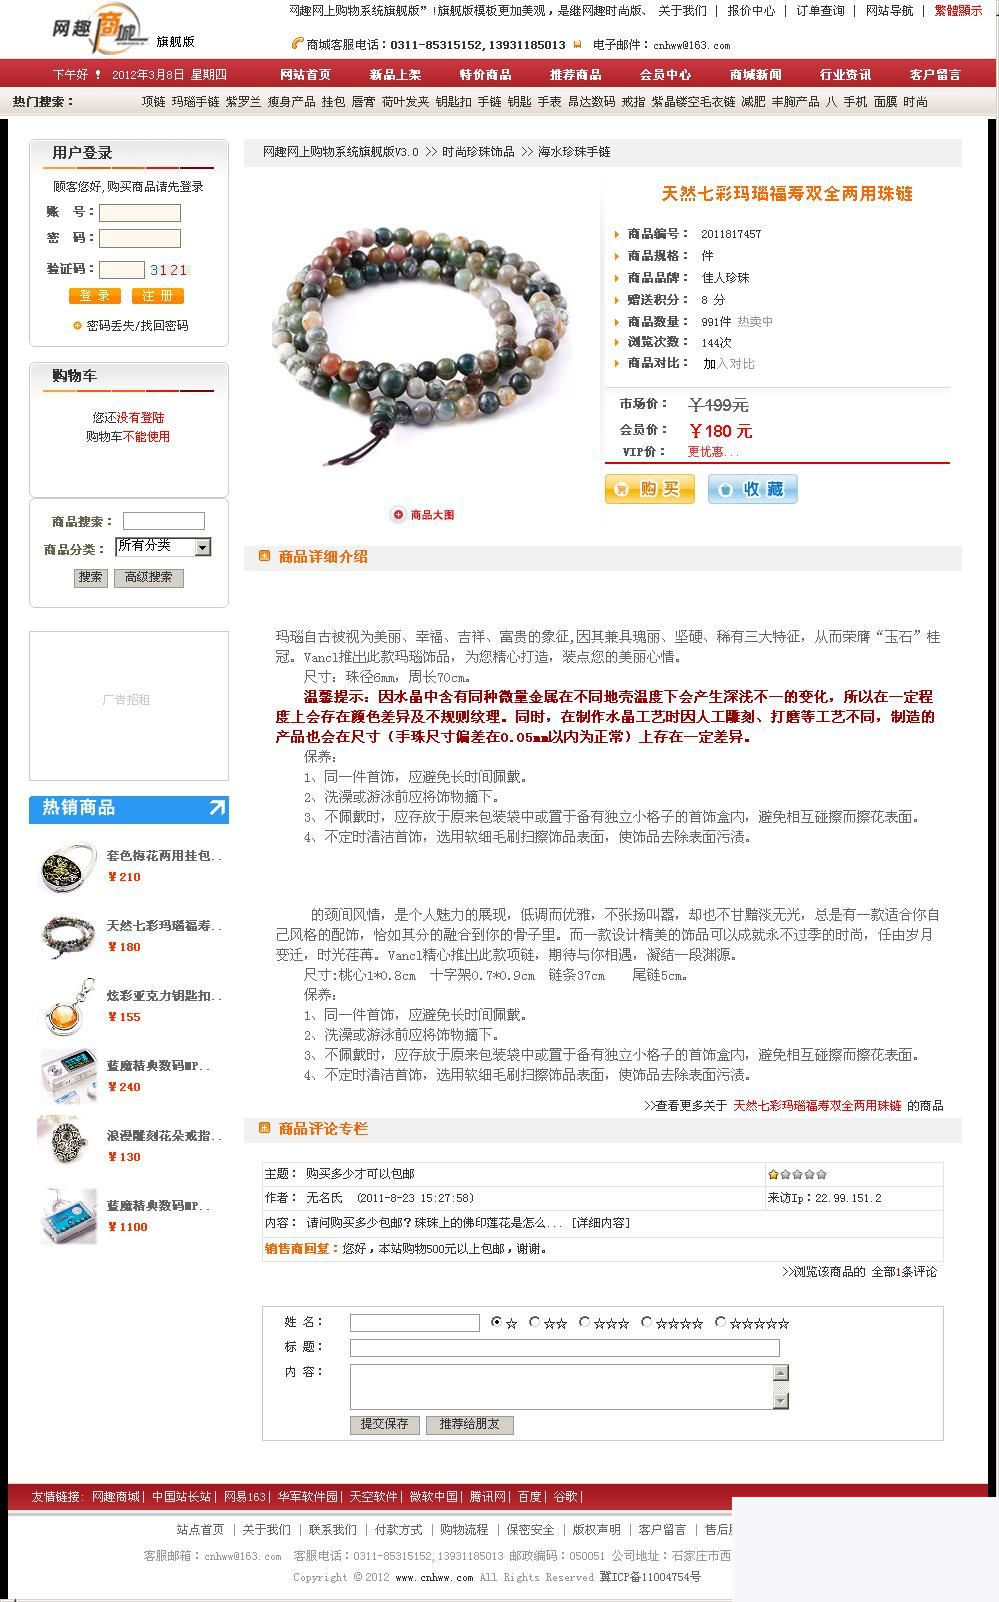 网趣商城 旗舰版
网趣网上购物系统旗舰版”!旗舰版模板更加美观，是继网趣时尚版、 关于我们 | 报价中心 | 订单查询 | 网站导航 | 繁體顯示
商城客服电话：0311-85315152,13931185013 电子邮件：cnhww@163.com
下午好！ 2012年3月8日 星期四 网站首页 新品上架 特价商品 推荐商品 会员中心 商城新闻 行业资讯 客户留言
热门搜索： 项链 玛瑙手链 紫罗兰 瘦身产品 挂包 唇膏 荷叶发夹 钥匙扣 手链 钥匙 手表 昂达数码 戒指 紫晶镂空毛衣链 减肥 丰胸产品 八 手机 面膜 时尚
用户登录
顾客您好,购买商品请先登录
账 号：
密 码：
验证码： 3121
登 录 注 册
密码丢失/找回密码
购物车
您还没有登陆
购物车不能使用
商品搜索：
商品分类： 所有分类
搜索 高级搜索
广告招租
热销商品
套色梅花两用挂包..
￥210
天然七彩玛瑙福寿..
￥180
炫彩亚克力钥匙扣..
￥155
蓝魔精典数码MP..
￥240
浪漫雕刻花朵戒指..
￥130
蓝魔精典数码MP..
￥1100
网趣网上购物系统旗舰版V3.0 >> 时尚珍珠饰品 >> 海水珍珠手链
天然七彩玛瑙福寿双全两用珠链
商品编号： 2011817457
商品规格： 件
商品品牌： 佳人珍珠
赠送积分： 8 分
商品数量： 991件 热卖中
浏览次数： 144次
商品对比： 加入对比
市场价： ￥199元
会员价： ￥180 元
VIP价： 更优惠...
购 买 收 藏
商品大图
商品详细介绍
玛瑙自古被视为美丽、幸福、吉祥、富贵的象征,因其兼具瑰丽、坚硬、稀有三大特征，从而荣膺“玉石”桂
冠。Vancl推出此款玛瑙饰品，为您精心打造，装点您的美丽心情。
尺寸：珠径6mm，周长70cm。
温馨提示：因水晶中含有同种微量金属在不同地壳温度下会产生深浅不一的变化，所以在一定程
度上会存在颜色差异及不规则纹理。同时，在制作水晶工艺时因人工雕刻、打磨等工艺不同，制造的
产品也会在尺寸（手珠尺寸偏差在0.05mm以内为正常）上存在一定差异。
保养：
1、同一件首饰，应避免长时间佩戴。
2、洗澡或游泳前应将饰物摘下。
3、不佩戴时，应存放于原来包装袋中或置于备有独立小格子的首饰盒内，避免相互碰擦而擦花表面。
4、不定时清洁首饰，选用软细毛刷扫擦饰品表面，使饰品去除表面污渍。
的颈间风情，是个人魅力的展现，低调而优雅，不张扬叫嚣，却也不甘黯淡无光，总是有一款适合你自
己风格的配饰，恰如其分的融合到你的骨子里。而一款设计精美的饰品可以成就永不过季的时尚，任由岁月
变迁，时光荏苒。Vancl精心推出此款项链，期待与你相遇，凝结一段渊源。
尺寸:桃心1*0.8cm 十字架0.7*0.9cm 链条37cm 尾链5cm。
保养：
1、同一件首饰，应避免长时间佩戴。
2、洗澡或游泳前应将饰物摘下。
3、不佩戴时，应存放于原来包装袋中或置于备有独立小格子的首饰盒内，避免相互碰擦而擦花表面。
4、不定时清洁首饰，选用软细毛刷扫擦饰品表面，使饰品去除表面污渍。
>>查看更多关于 天然七彩玛瑙福寿双全两用珠链 的商品
商品评论专栏
主题： 购买多少才可以包邮
作者： 无名氏 (2011-8-23 15:27:58) 来访Ip：22.99.151.2
内容： 请问购买多少包邮？珠珠上的佛印莲花是怎么... [详细内容]
销售商回复：您好，本站购物500元以上包邮，谢谢。
>>浏览该商品的 全部1条评论
姓 名： ☆ ☆☆ ☆☆☆ ☆☆☆☆ ☆☆☆☆☆
标 题：
内 容：
提交保存 推荐给朋友
友情链接: 网趣商城| 中国站长站| 网易163| 华军软件园| 天空软件| 微软中国| 腾讯网| 百度| 谷歌|
站点首页 | 关于我们 | 联系我们 | 付款方式 | 购物流程 | 保密安全 | 版权声明 | 客户留言 | 售后
客服邮箱：cnhww@163.com 客服电话：0311-85315152,13931185013 邮政编码：050051 公司地址：石家庄市西
Copyright © 2012 www.cnhww.com All Rights Reserved 冀ICP备11004754号